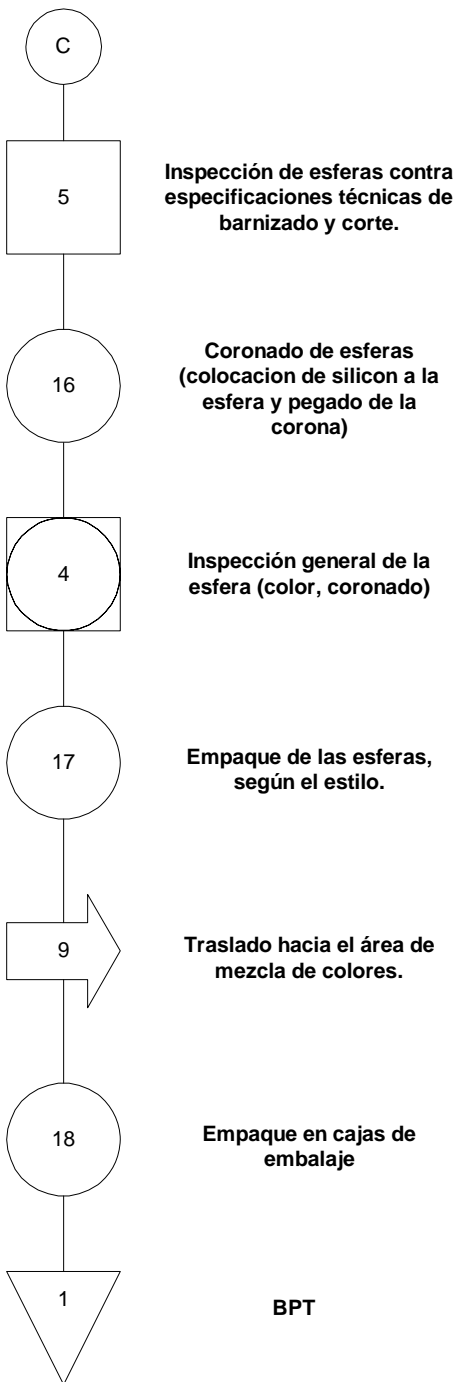 C
5
Inspección de esferas contra
especificaciones técnicas de
barnizado y corte.
16
Coronado de esferas
(colocacion de silicon a la
esfera y pegado de la
corona)
4
Inspección general de la
esfera (color, coronado)
17
Empaque de las esferas,
según el estilo.
9
Traslado hacia el área de
mezcla de colores.
18
Empaque en cajas de
embalaje
1
BPT